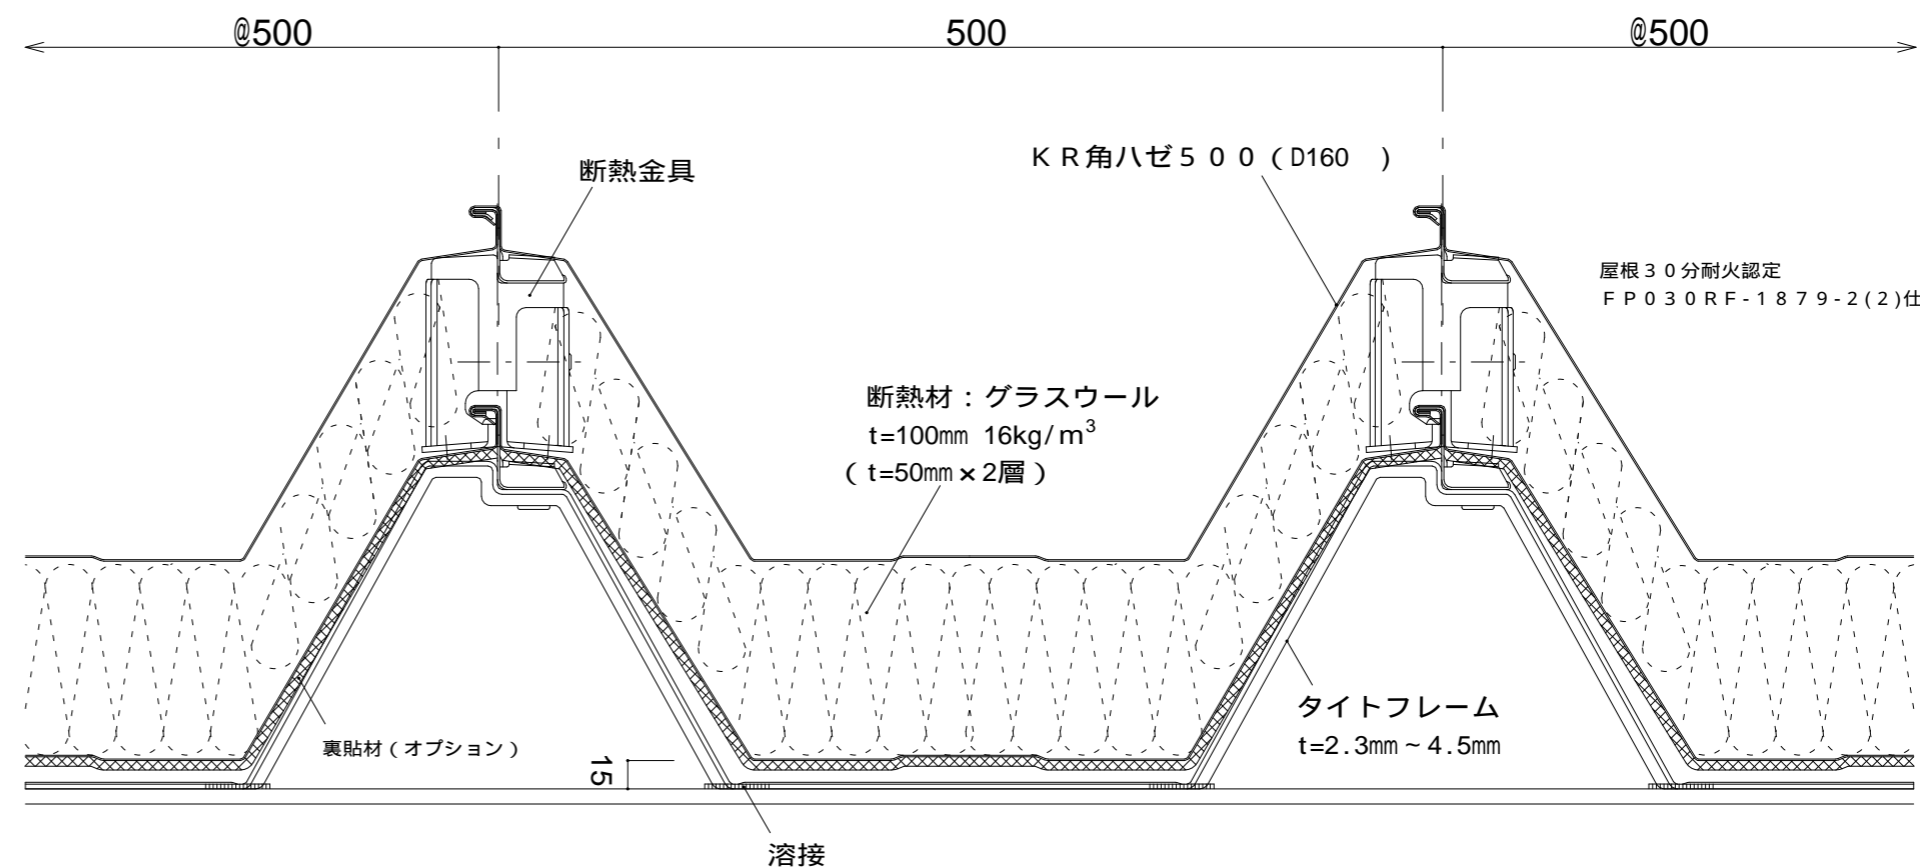 @500
500
@500
断熱金具
ＫＲ角ハゼ５００（D160　）
屋根３０分耐火認定
ＦＰ０３０RF-１８７９-２(２)仕
断熱材：グラスウール
t=100mm 16kg/m³
（t=50mm×2層）
タイトフレーム
t=2.3mm~4.5mm
裏貼材（オプション）
15
溶接